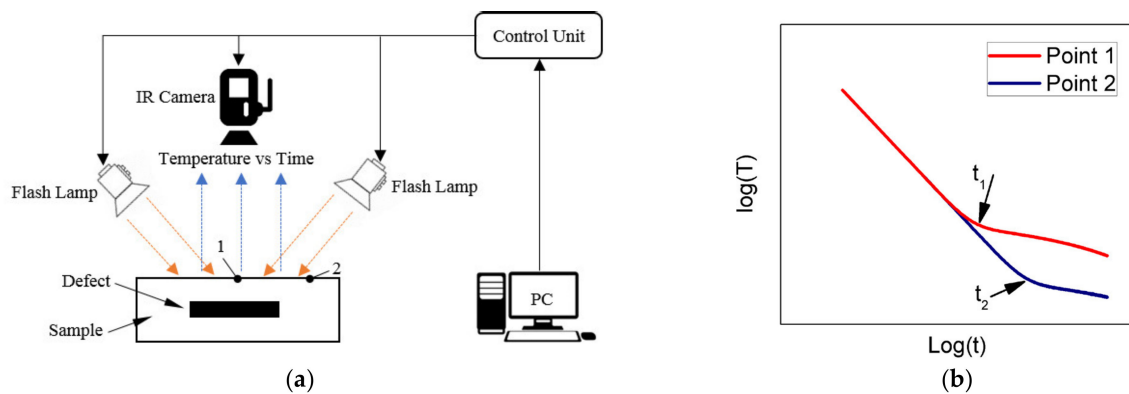 Control Unit
IR Camera
Temperature vs Time
Flash Lamp
Flash Lamp
1
2
Defect
Sample
PC
(a)
Point 1
Point 2
log(T)
t1
t2
Log(t)
(b)